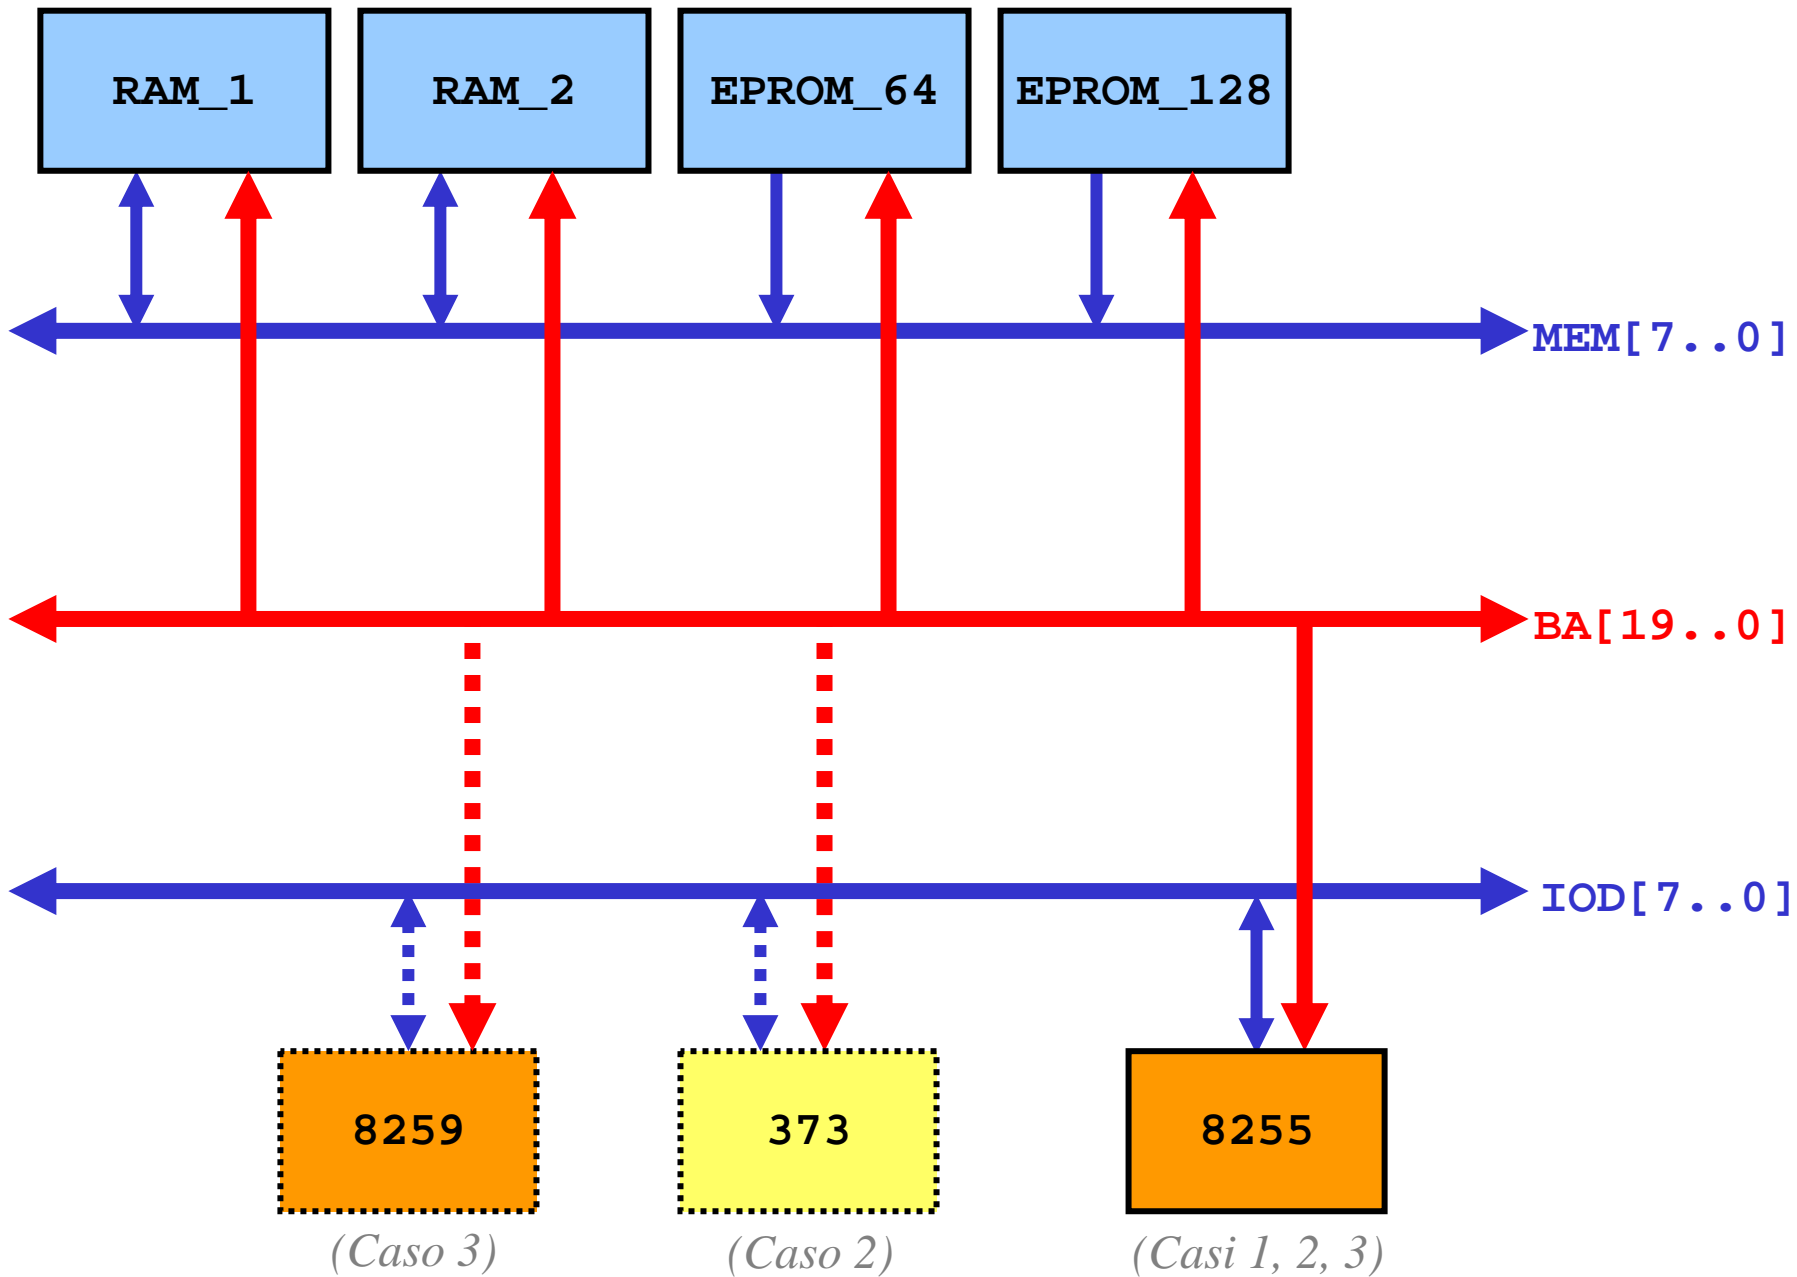 RAM_1 RAM_2 EPROM_64 EPROM_128
MEM[7..0]
BA[19..0]
IOD[7..0]
8259 373 8255
(Caso 3) (Caso 2) (Casi 1, 2, 3)